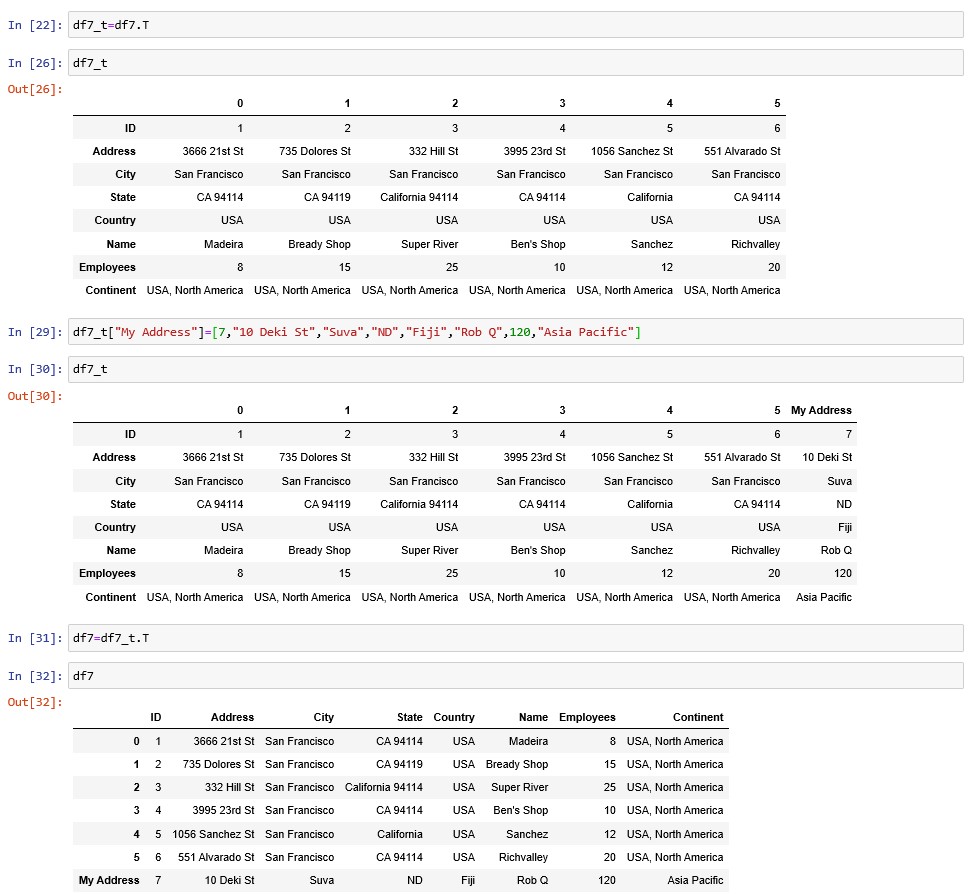 In [22]: df7_t=df7.T
In [26]: df7_t
Out[26]:
0 1 2 3 4 5
ID 1 2 3 4 5 6
Address 3666 21st St 735 Dolores St 332 Hill St 3995 23rd St 1056 Sanchez St 551 Alvarado St
City San Francisco San Francisco San Francisco San Francisco San Francisco San Francisco
State CA 94114 CA 94119 California 94114 CA 94114 California CA 94114
Country USA USA USA USA USA USA
Name Madeira Bready Shop Super River Ben's Shop Sanchez Richvalley
Employees 8 15 25 10 12 20
Continent USA, North America USA, North America USA, North America USA, North America USA, North America USA, North America
In [29]: df7_t["My Address"]=[7,"10 Deki St","Suva","ND","Fiji","Rob Q",120,"Asia Pacific"]
In [30]: df7_t
Out[30]:
0 1 2 3 4 5 My Address
ID 1 2 3 4 5 6 7
Address 3666 21st St 735 Dolores St 332 Hill St 3995 23rd St 1056 Sanchez St 551 Alvarado St 10 Deki St
City San Francisco San Francisco San Francisco San Francisco San Francisco San Francisco Suva
State CA 94114 CA 94119 California 94114 CA 94114 California CA 94114 ND
Country USA USA USA USA USA USA Fiji
Name Madeira Bready Shop Super River Ben's Shop Sanchez Richvalley Rob Q
Employees 8 15 25 10 12 20 120
Continent USA, North America USA, North America USA, North America USA, North America USA, North America USA, North America Asia Pacific
In [31]: df7=df7_t.T
In [32]: df7
Out[32]:
ID Address City State Country Name Employees Continent
0 1 3666 21st St San Francisco CA 94114 USA Madeira 8 USA, North America
1 2 735 Dolores St San Francisco CA 94119 USA Bready Shop 15 USA, North America
2 3 332 Hill St San Francisco California 94114 USA Super River 25 USA, North America
3 4 3995 23rd St San Francisco CA 94114 USA Ben's Shop 10 USA, North America
4 5 1056 Sanchez St San Francisco California USA Sanchez 12 USA, North America
5 6 551 Alvarado St San Francisco CA 94114 USA Richvalley 20 USA, North America
My Address 7 10 Deki St Suva ND Fiji Rob Q 120 Asia Pacific